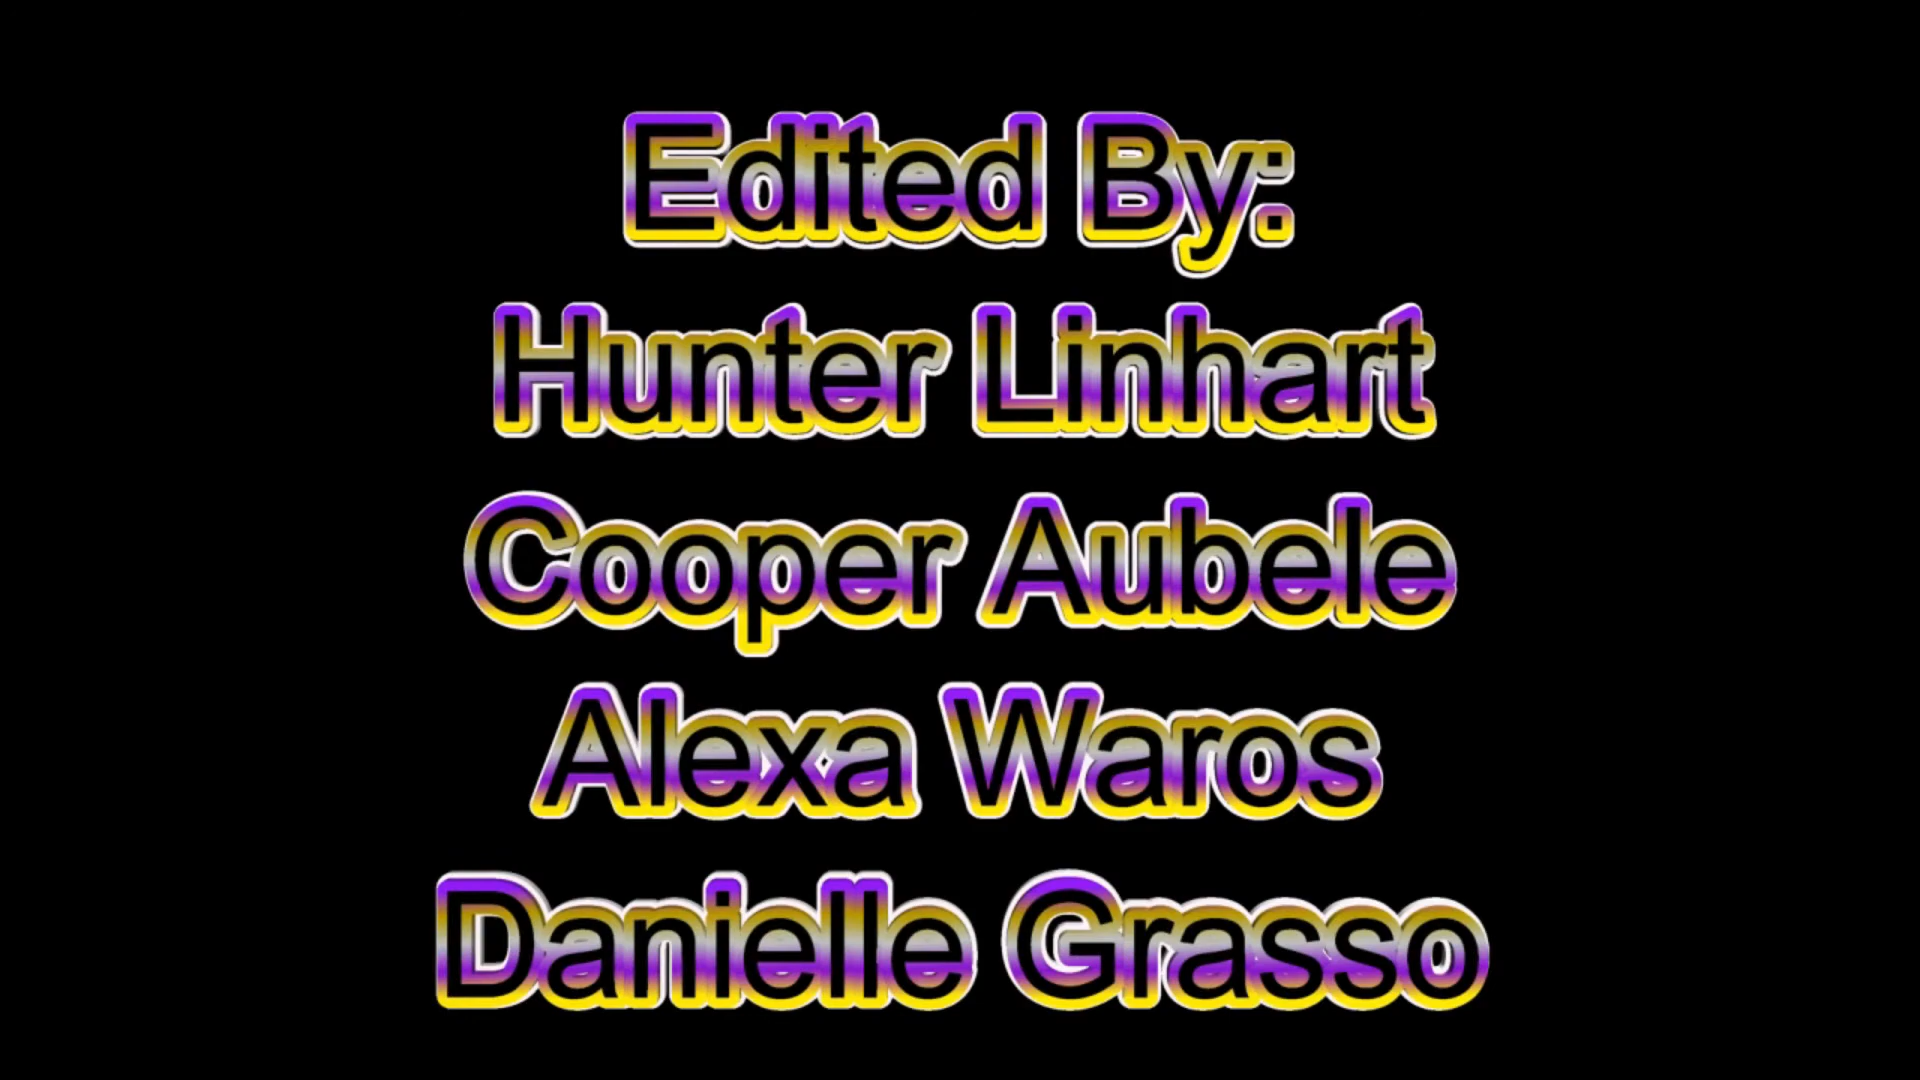 Edited By:
Hunter Linhart
Cooper Aubele
Alexa Waros
Danielle Grasso